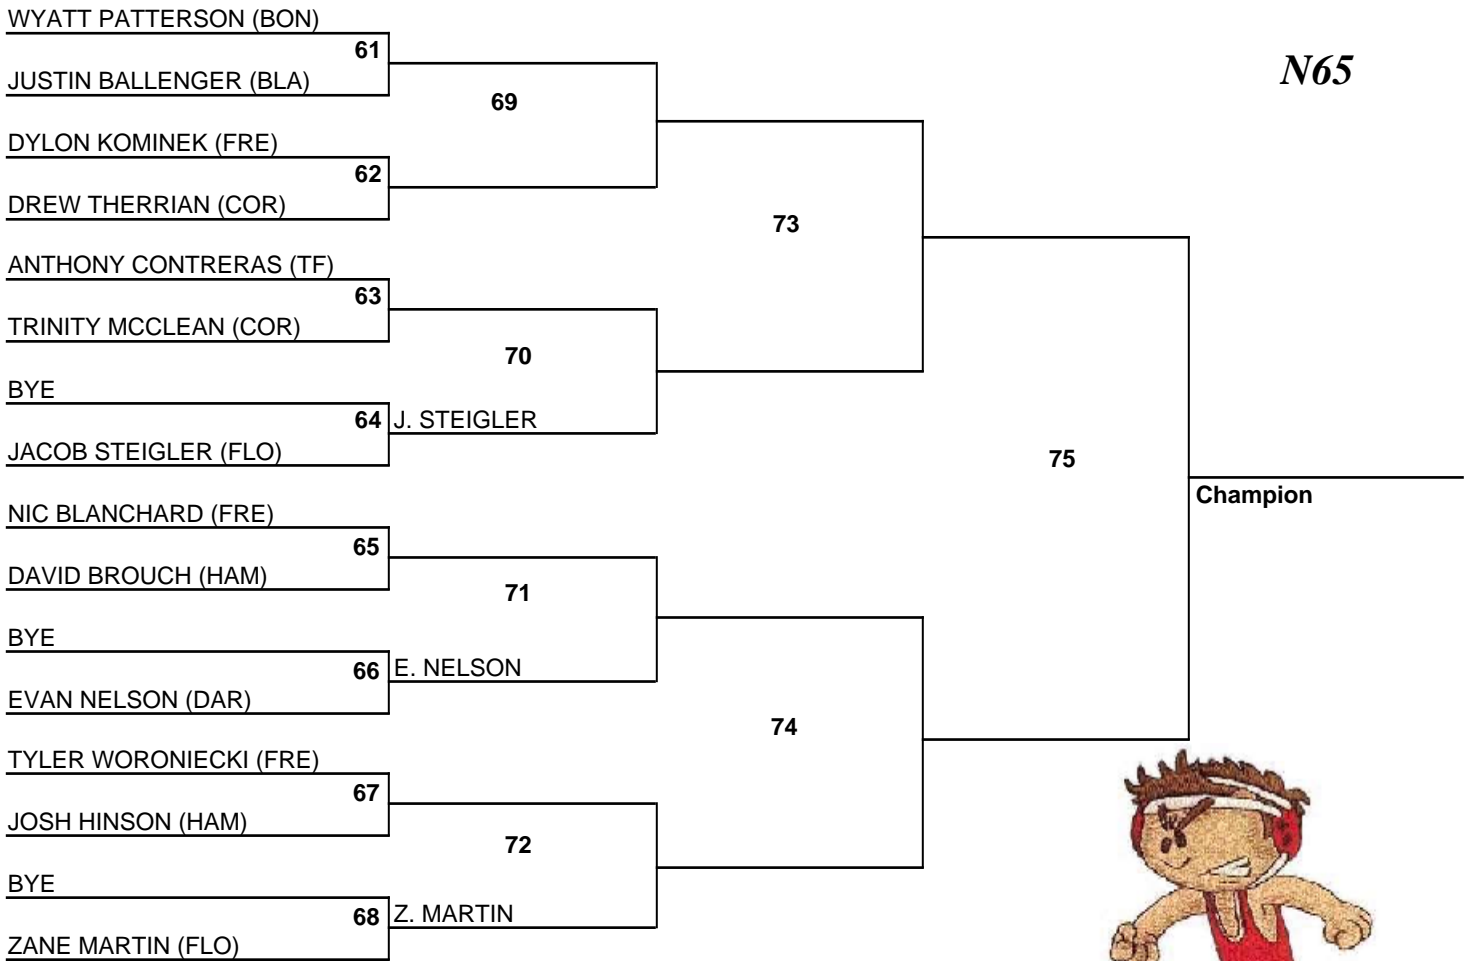 WYATT PATTERSON (BON)
61
JUSTIN BALLENGER (BLA)
N65
69
DYLON KOMINEK (FRE)
62
DREW THERRIAN (COR)
73
ANTHONY CONTRERAS (TF)
63
TRINITY MCCLEAN (COR)
70
BYE
64 J. STEIGLER
JACOB STEIGLER (FLO)
75
Champion
NIC BLANCHARD (FRE)
65
DAVID BROUCH (HAM)
71
BYE
66 E. NELSON
EVAN NELSON (DAR)
74
TYLER WORONIECKI (FRE)
67
JOSH HINSON (HAM)
72
BYE
68 Z. MARTIN
ZANE MARTIN (FLO)